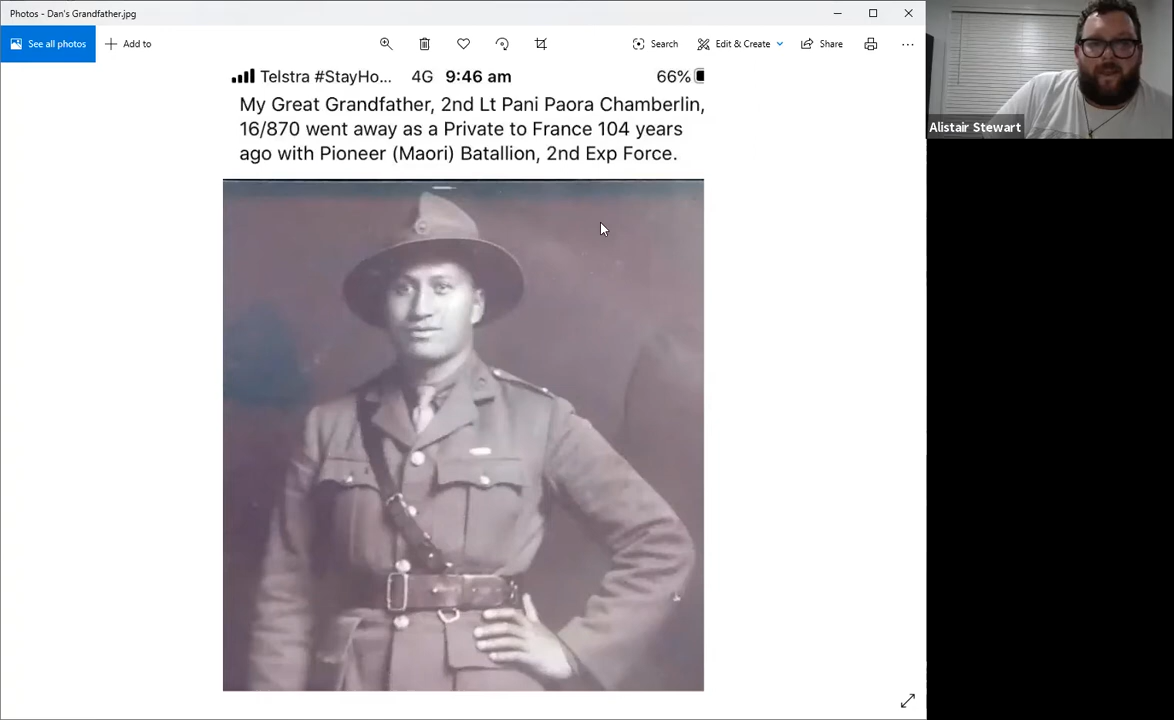 Photos - Dan's Grandfather.jpg
See all photos
Add to
Search
Edit & Create
Share
Telstra #StayHo... 4G 9:46 am 66%
My Great Grandfather, 2nd Lt Pani Paora Chamberlin,
16/870 went away as a Private to France 104 years
ago with Pioneer (Maori) Batallion, 2nd Exp Force.
Alistair Stewart